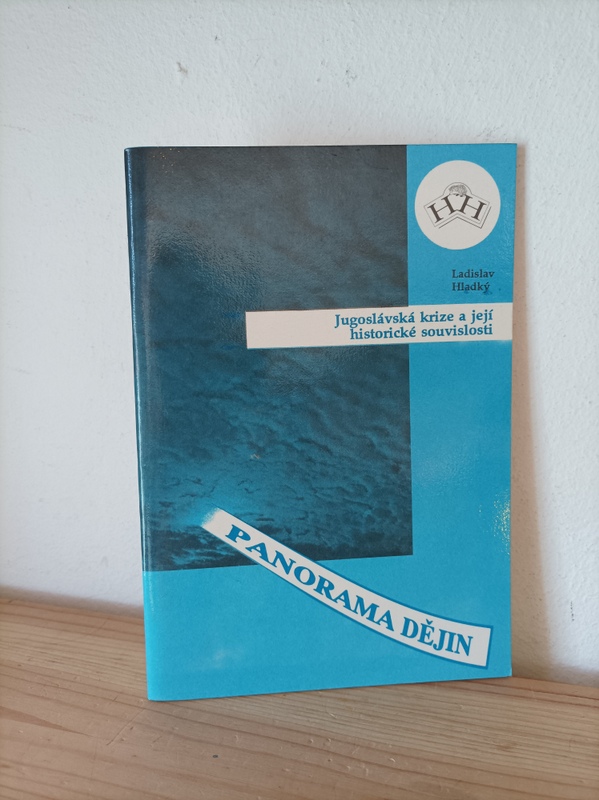 HH
Ladislav
Hladký
Jugoslávská krize a její
historické souvislosti
PANORAMA DĚJIN